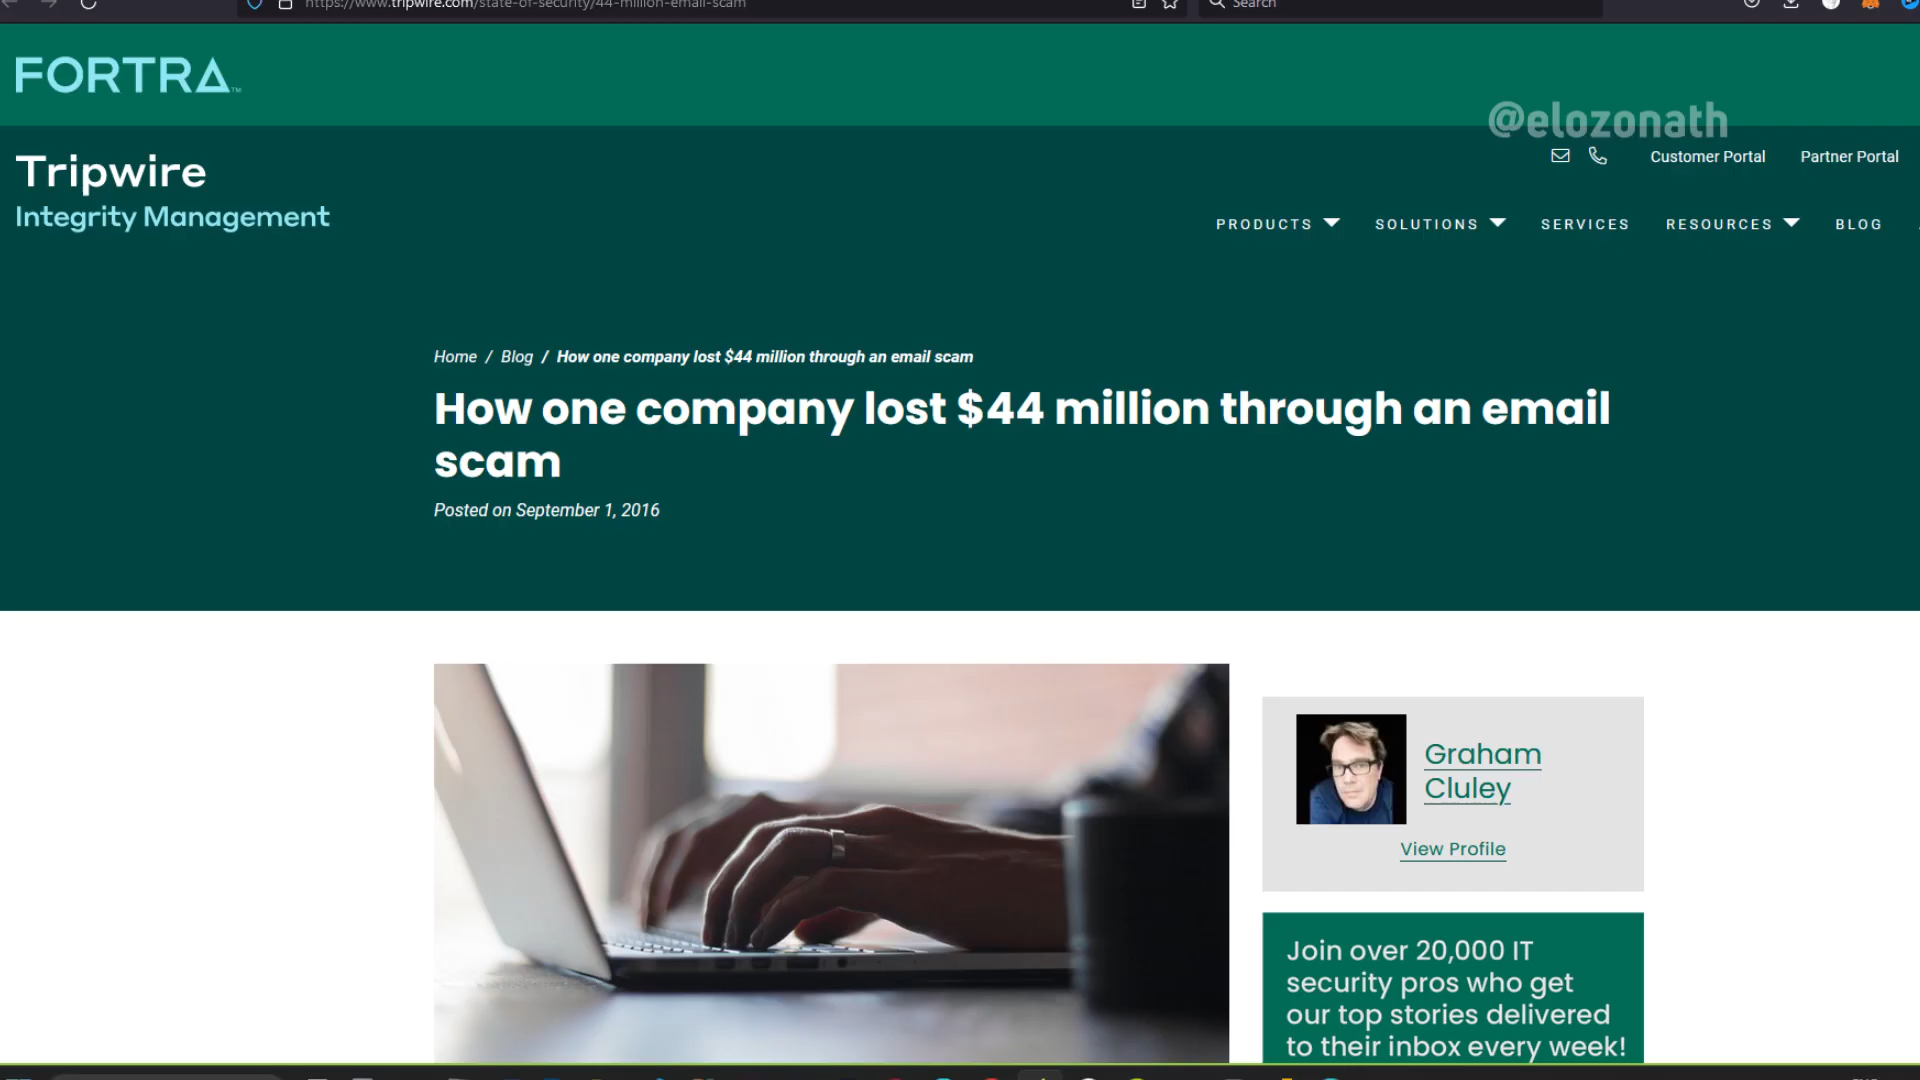 https://www.tripwire.com/state-of-security/44-million-email-scam
Search
FORTRA™
@elozonath
Tripwire
Integrity Management
Customer Portal
Partner Portal
PRODUCTS
SOLUTIONS
SERVICES
RESOURCES
BLOG
Home / Blog / How one company lost $44 million through an email scam
How one company lost $44 million through an email
scam
Posted on September 1, 2016
Graham
Cluley
View Profile
Join over 20,000 IT
security pros who get
our top stories delivered
to their inbox every week!